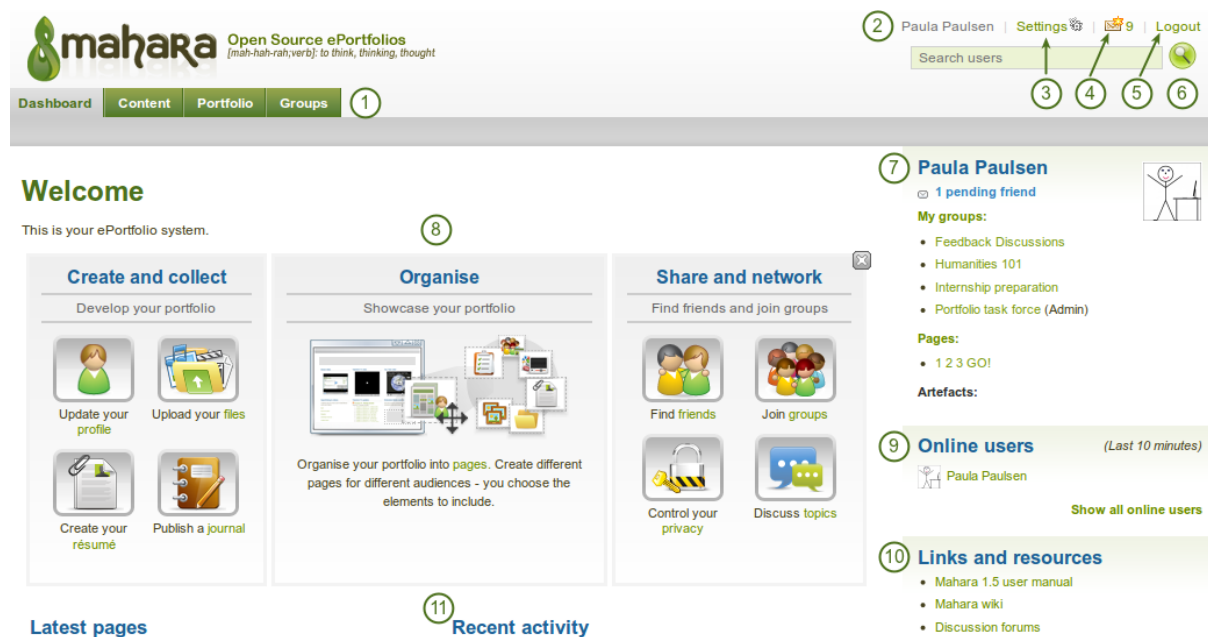 mahara
Open Source ePortfolios
[mah-hah-rah;verb]: to think, thinking, thought
2 Paula Paulsen | Settings | 9 | Logout
Search users
3 4 5 6
Dashboard Content Portfolio Groups 1
Welcome
This is your ePortfolio system.
8
Create and collect
Develop your portfolio
Update your
profile
Upload your files
Create your
résumé
Publish a journal
Organise
Showcase your portfolio
Organise your portfolio into pages. Create different
pages for different audiences - you choose the
elements to include.
Share and network
Find friends and join groups
Find friends
Join groups
Control your
privacy
Discuss topics
7 Paula Paulsen
1 pending friend
My groups:
Feedback Discussions
Humanities 101
Internship preparation
Portfolio task force (Admin)
Pages:
1 2 3 GO!
Artefacts:
9 Online users (Last 10 minutes)
Paula Paulsen
Show all online users
10 Links and resources
Mahara 1.5 user manual
Mahara wiki
Discussion forums
11
Latest pages
Recent activity